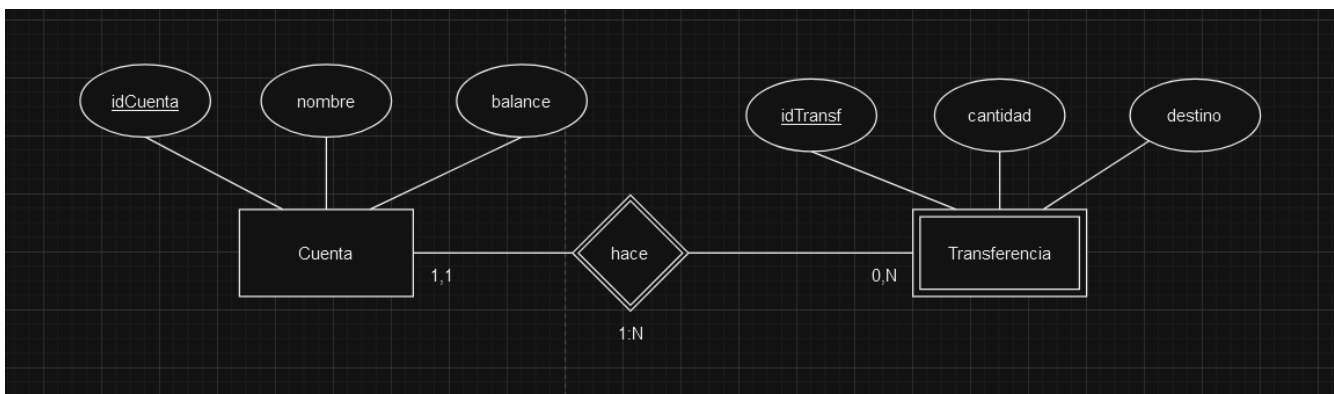 idCuenta
nombre
balance
idTransf
cantidad
destino
Cuenta
1,1
hace
1:N
0,N
Transferencia